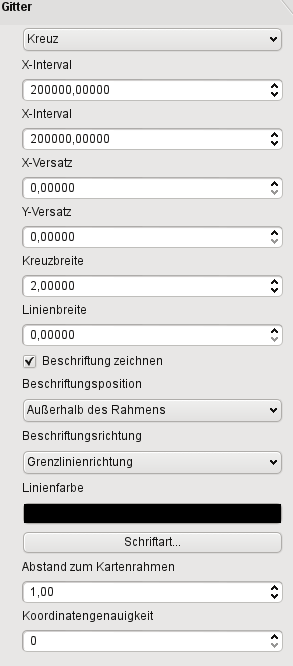 Gitter
Kreuz
X-Interval
200000,00000
X-Interval
200000,00000
X-Versatz
0,00000
Y-Versatz
0,00000
Kreuzbreite
2,00000
Linienbreite
0,00000
Beschriftung zeichnen
Beschriftungsposition
Außerhalb des Rahmens
Beschriftungsrichtung
Grenzlinienrichtung
Linienfarbe
Schriftart...
Abstand zum Kartenrahmen
1,00
Koordinatengenauigkeit
0